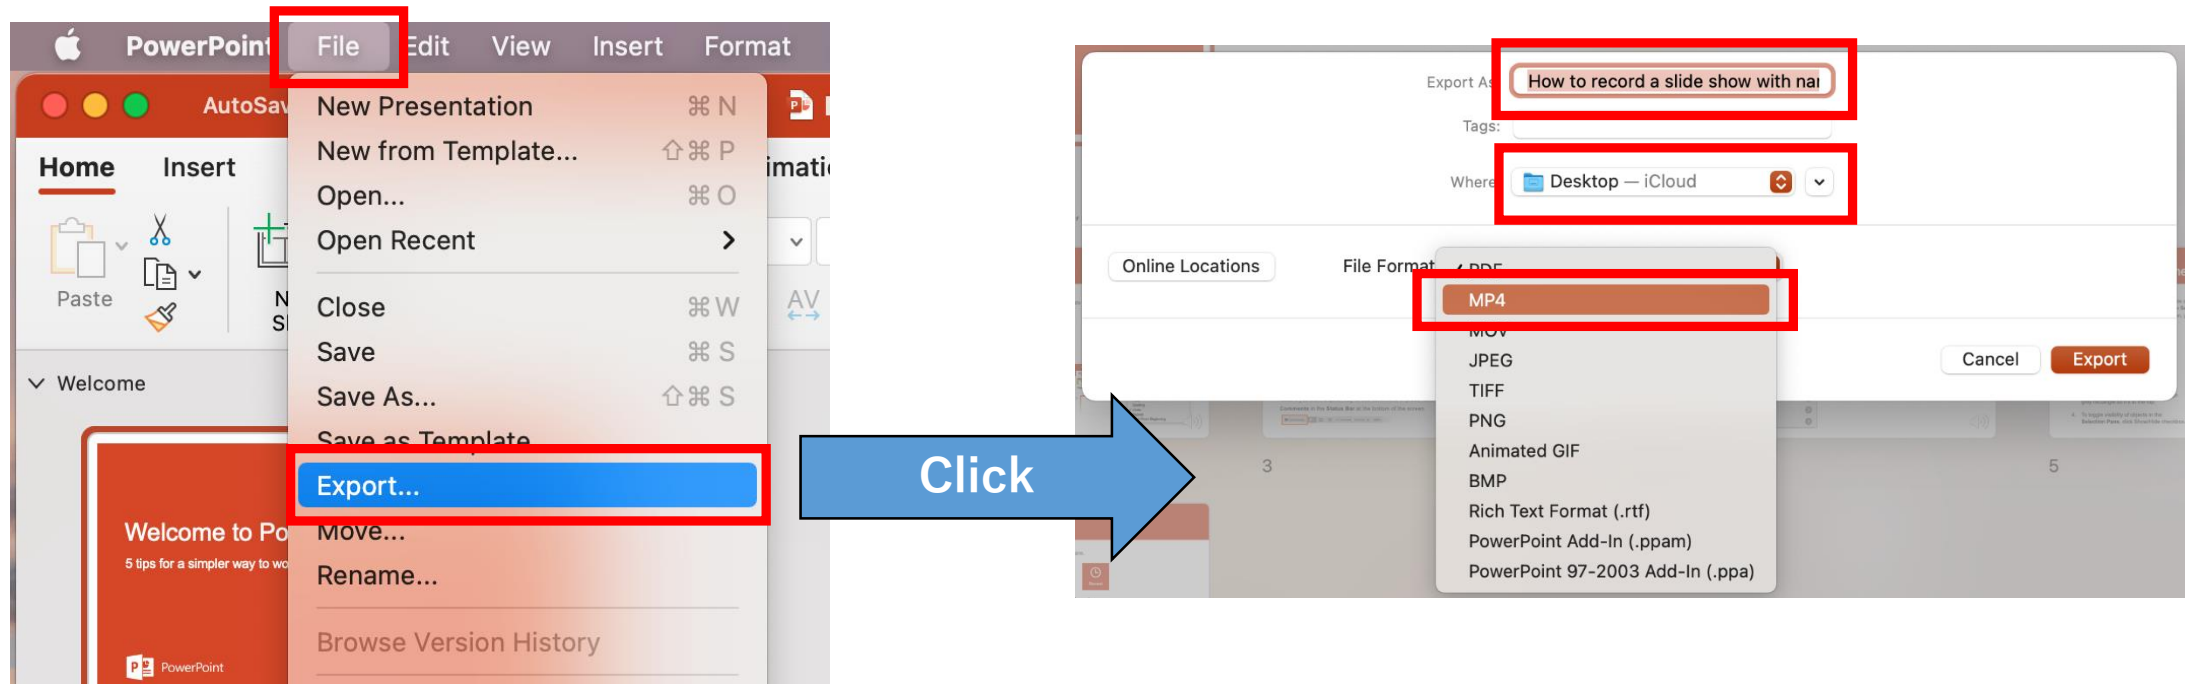 PowerPoint File Edit View Insert Format
AutoSav
New Presentation ⌘ N
New from Template... ⇧⌘ P
Open... ⌘ O
Open Recent
Close ⌘ W
Save ⌘ S
Save As... ⇧⌘ S
Save as Template
Export...
Move...
Rename...
Browse Version History
Home Insert
imati
Paste
N
Sl
AV
Welcome
Welcome to Po
5 tips for a simpler way to wo
PowerPoint
Click
Export As
How to record a slide show with nar
Tags:
Where
Desktop — iCloud
Online Locations
File Format
PDF
MP4
MOV
JPEG
TIFF
PNG
Animated GIF
BMP
Rich Text Format (.rtf)
PowerPoint Add-In (.ppam)
PowerPoint 97-2003 Add-In (.ppa)
Cancel
Export
3
5